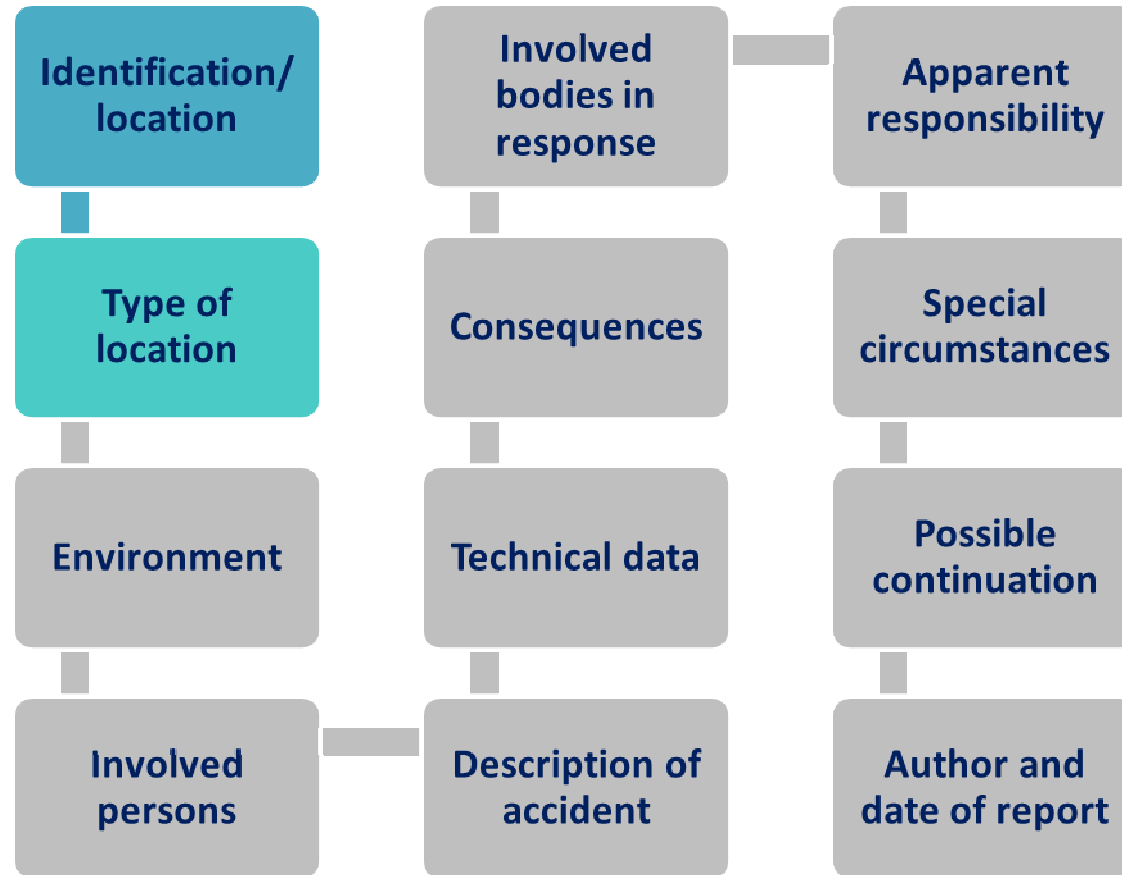 Identification/
location
Type of
location
Environment
Involved
persons
Description of
accident
Technical data
Consequences
Involved
bodies in
response
Apparent
responsibility
Special
circumstances
Possible
continuation
Author and
date of report